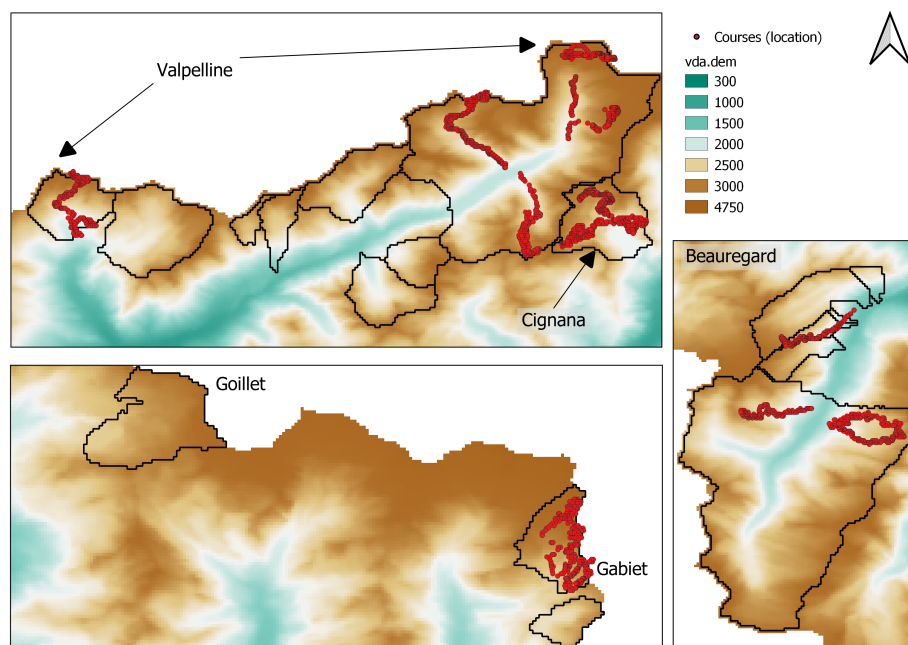 Valpelline
Cignana
Courses (location)
vda.dem
300
1000
1500
2000
2500
3000
4750
Beauregard
Goillet
Gabiet